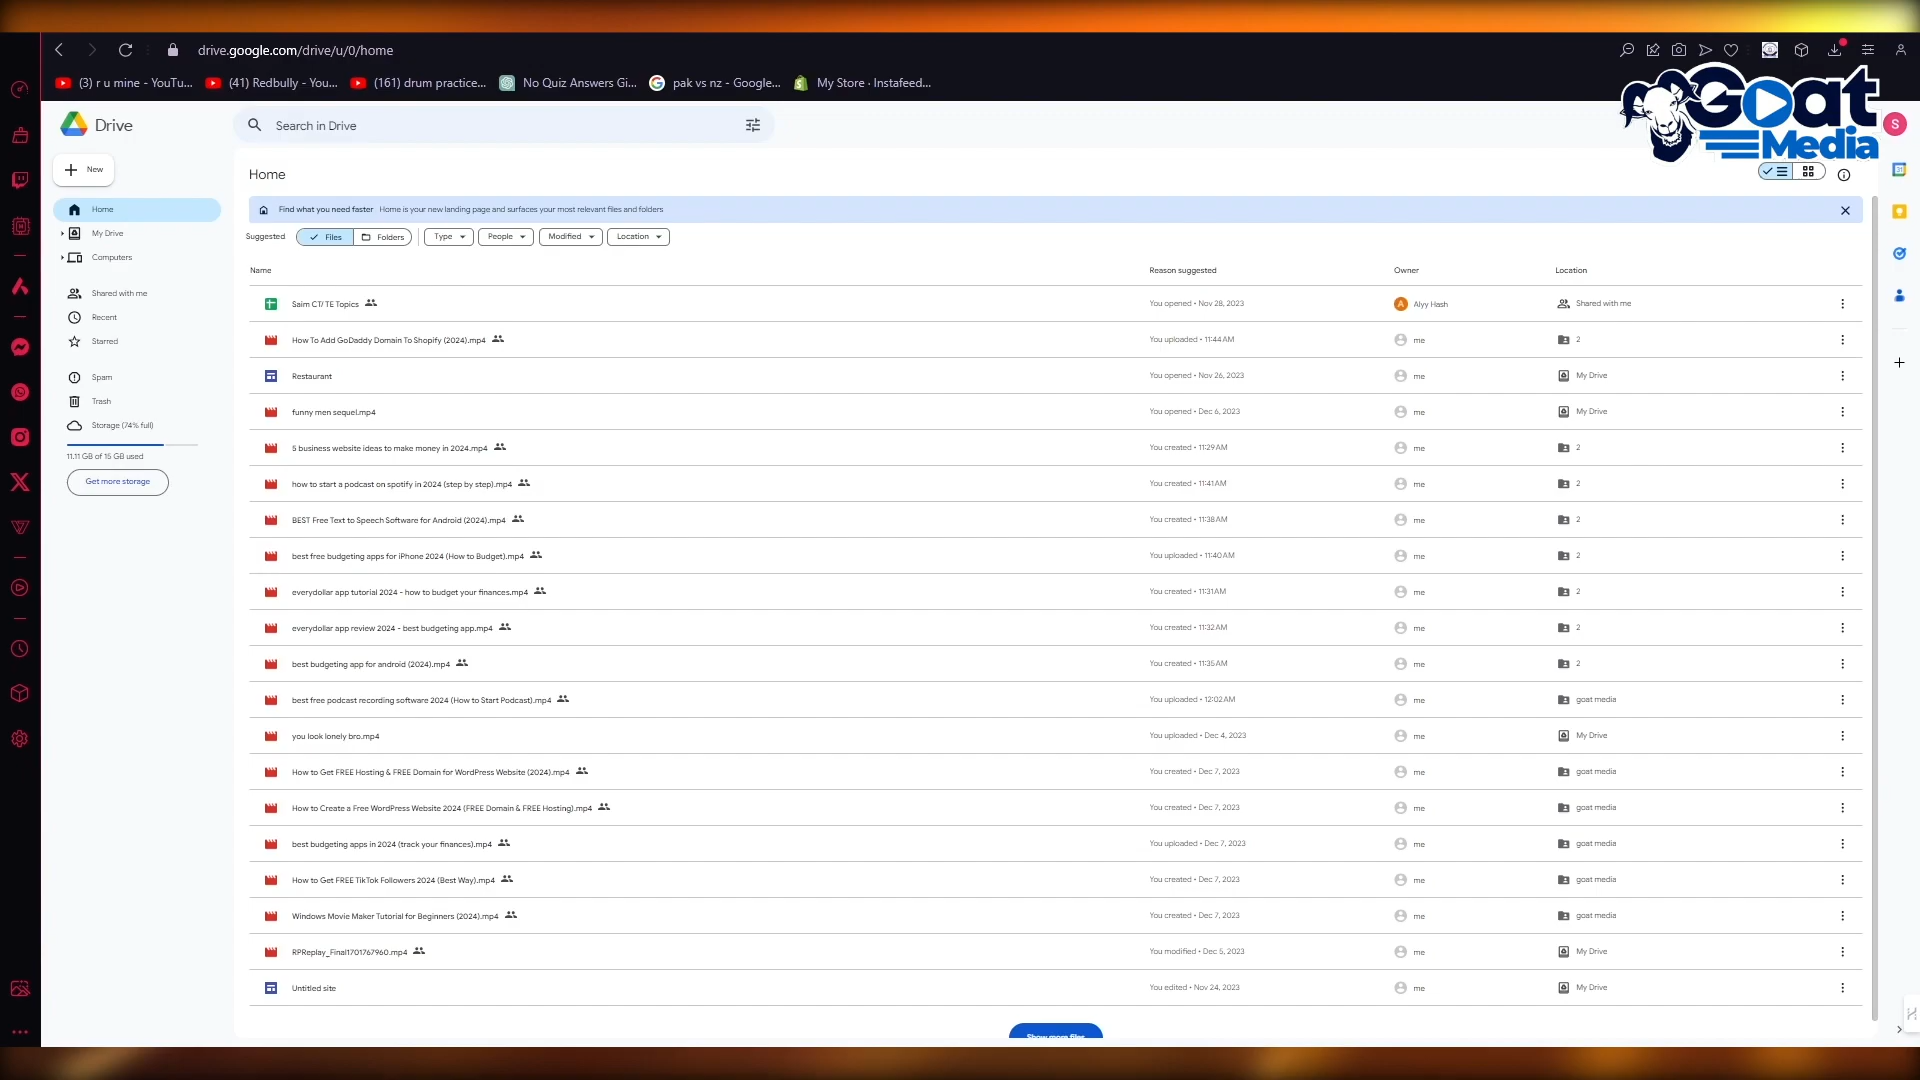 drive.google.com/drive/u/0/home
(3) r u mine - YouTu... (41) Redbully - You... (161) drum practice... No Quiz Answers Gi... pak vs nz - Google... My Store · Instafeed...
Goat
Media
Drive
Search in Drive
S
New
Home
My Drive
Computers
Shared with me
Recent
Starred
Spam
Trash
Storage (74% full)
11.11 GB of 15 GB used
Get more storage
Home
Find what you need faster Home is your new landing page and surfaces your most relevant files and folders
Suggested Files Folders Type People Modified Location
Name Reason suggested Owner Location
Saim CT/ TE Topics You opened • Nov 28, 2023 A Alyy Hash Shared with me
How To Add GoDaddy Domain To Shopify (2024).mp4 You uploaded • 11:44 AM me 2
Restaurant You opened • Nov 26, 2023 me My Drive
funny men sequel.mp4 You opened • Dec 6, 2023 me My Drive
5 business website ideas to make money in 2024.mp4 You created • 11:29 AM me 2
how to start a podcast on spotify in 2024 (step by step).mp4 You created • 11:41 AM me 2
BEST Free Text to Speech Software for Android (2024).mp4 You created • 11:38 AM me 2
best free budgeting apps for iPhone 2024 (How to Budget).mp4 You uploaded • 11:40 AM me 2
everydollar app tutorial 2024 - how to budget your finances.mp4 You created • 11:31 AM me 2
everydollar app review 2024 - best budgeting app.mp4 You created • 11:32 AM me 2
best budgeting app for android (2024).mp4 You created • 11:35 AM me 2
best free podcast recording software 2024 (How to Start Podcast).mp4 You uploaded • 12:02 AM me goat media
you look lonely bro.mp4 You uploaded • Dec 4, 2023 me My Drive
How to Get FREE Hosting & FREE Domain for WordPress Website (2024).mp4 You created • Dec 7, 2023 me goat media
How to Create a Free WordPress Website 2024 (FREE Domain & FREE Hosting).mp4 You created • Dec 7, 2023 me goat media
best budgeting apps in 2024 (track your finances).mp4 You uploaded • Dec 7, 2023 me goat media
How to Get FREE TikTok Followers 2024 (Best Way).mp4 You created • Dec 7, 2023 me goat media
Windows Movie Maker Tutorial for Beginners (2024).mp4 You created • Dec 7, 2023 me goat media
RPReplay_Final1701767960.mp4 You modified • Dec 5, 2023 me My Drive
Untitled site You edited • Nov 24, 2023 me My Drive
Show more files